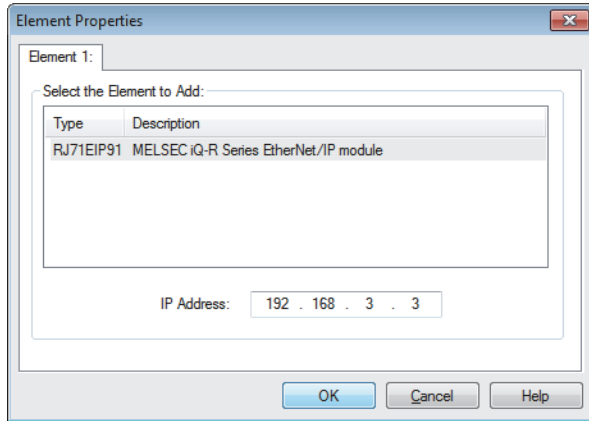 Element Properties
Element 1:
Select the Element to Add:
Type Description
RJ71EIP91 MELSEC iQ-R Series EtherNet/IP module
IP Address: 192 . 168 . 3 . 3
OK Cancel Help